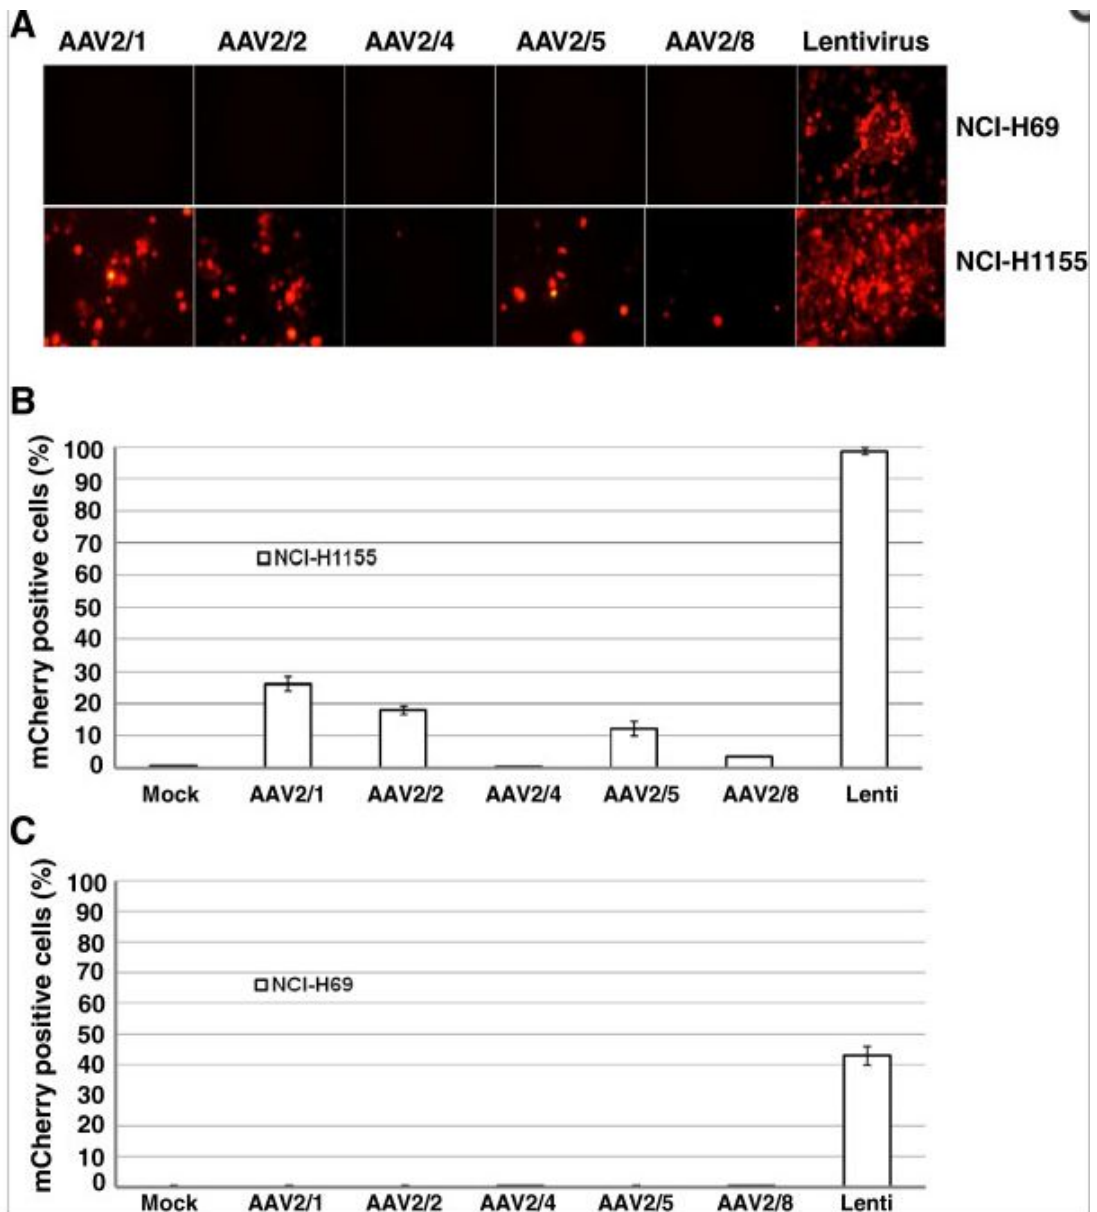 A
AAV2/1 AAV2/2 AAV2/4 AAV2/5 AAV2/8 Lentivirus
NCI-H69
NCI-H1155
B
mCherry positive cells (%)
100
90
80
70
60
50
40
30
20
10
0
NCI-H1155
Mock AAV2/1 AAV2/2 AAV2/4 AAV2/5 AAV2/8 Lenti
C
mCherry positive cells (%)
100
90
80
70
60
50
40
30
20
10
0
NCI-H69
Mock AAV2/1 AAV2/2 AAV2/4 AAV2/5 AAV2/8 Lenti